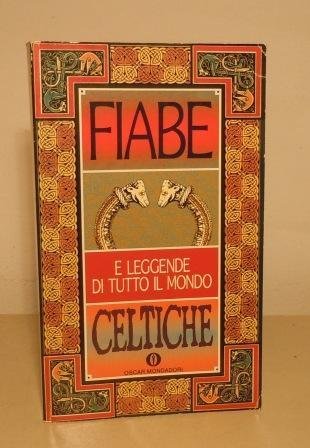 FIABE
E LEGGENDE
DI TUTTO IL MONDO
CELTICHE
OSCAR MONDADORI